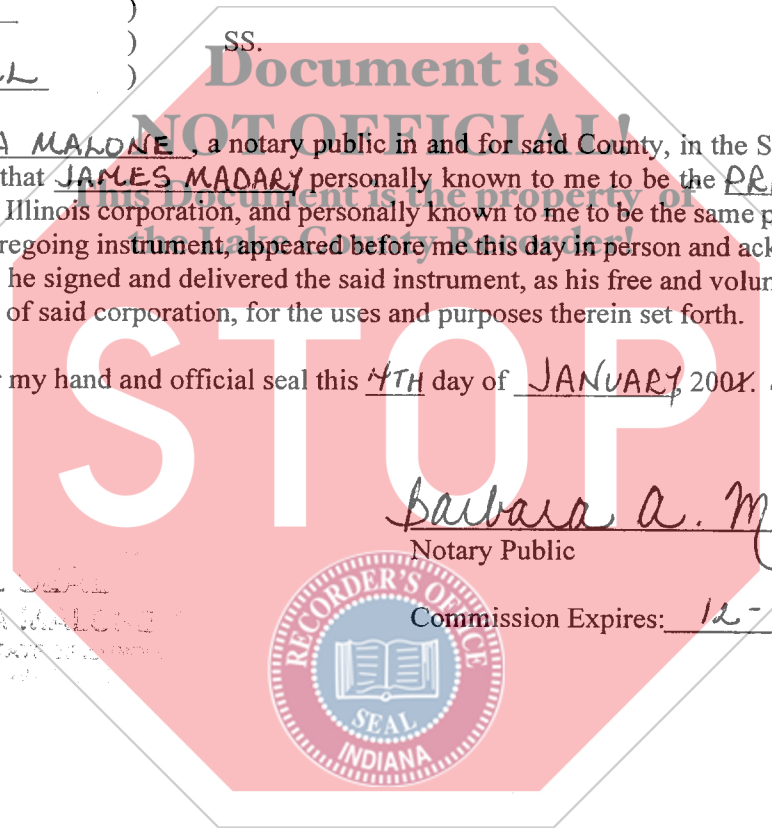 )
) SS.
)
Document is
NOT OFFICIAL!
This Document is the property of
the Lake County Recorder!
STOP
A MALONE, a notary public in and for said County, in the S
that JAMES MADARY personally known to me to be the PR
Illinois corporation, and personally known to me to be the same p
regoing instrument, appeared before me this day in person and ack
he signed and delivered the said instrument, as his free and volun
of said corporation, for the uses and purposes therein set forth.
my hand and official seal this 4TH day of JANUARY, 200
Barbara A. M
Notary Public
Commission Expires: 12-
SEAL
A MALONE
RECORDER'S OFFICE
SEAL
INDIANA